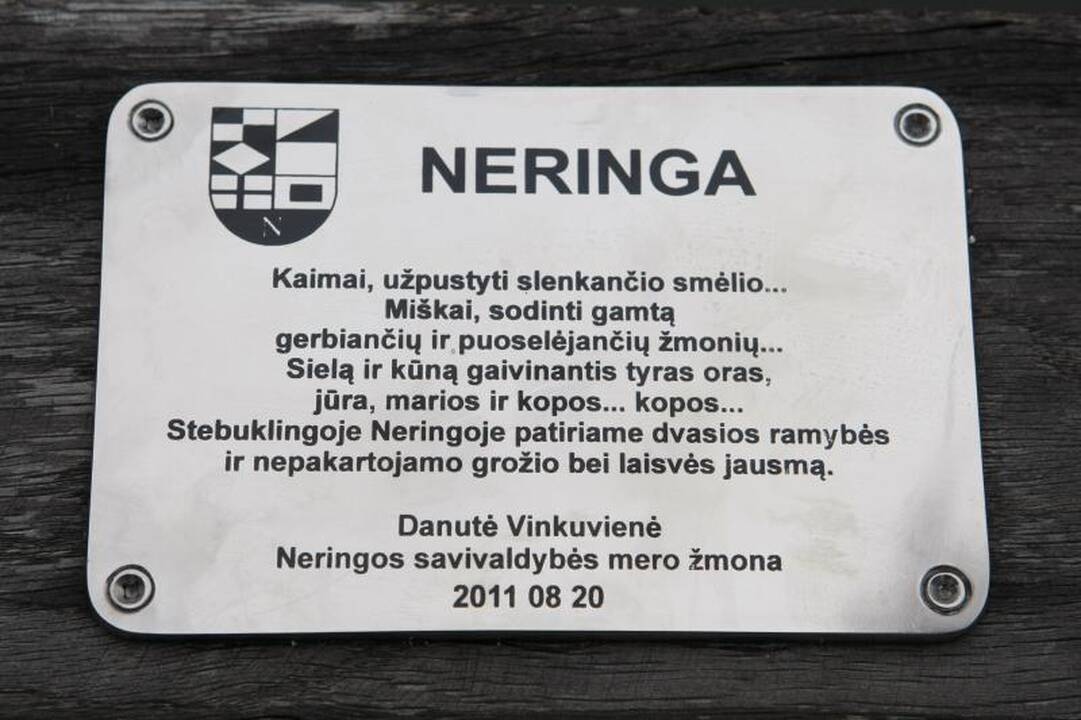 N
NERINGA
Kaimai, užpustyti slenkančio smėlio...
Miškai, sodinti gamtą
gerbiančių ir puoselėjančių žmonių...
Sielą ir kūną gaivinantis tyras oras,
jūra, marios ir kopos... kopos...
Stebuklingoje Neringoje patiriame dvasios ramybės
ir nepakartojamo grožio bei laisvės jausmą.
Danutė Vinkuvienė
Neringos savivaldybės mero žmona
2011 08 20